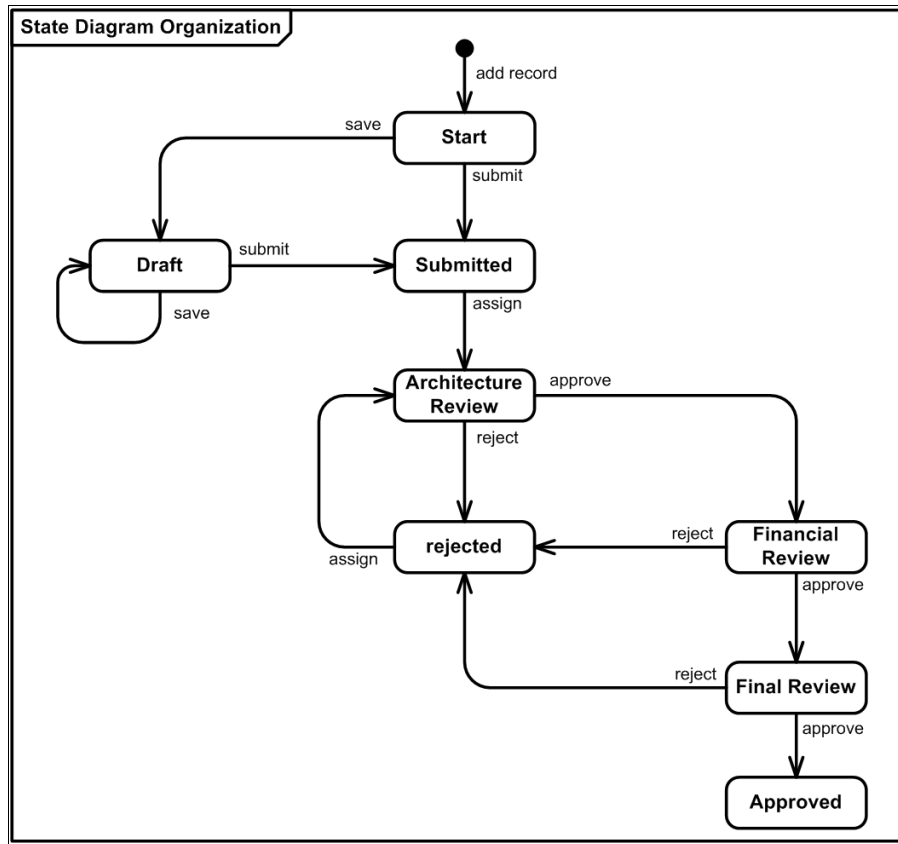 State Diagram Organization
add record
save
Start
submit
Draft
submit
Submitted
save
assign
Architecture
Review
approve
reject
rejected
assign
reject
Financial
Review
approve
reject
Final Review
approve
Approved